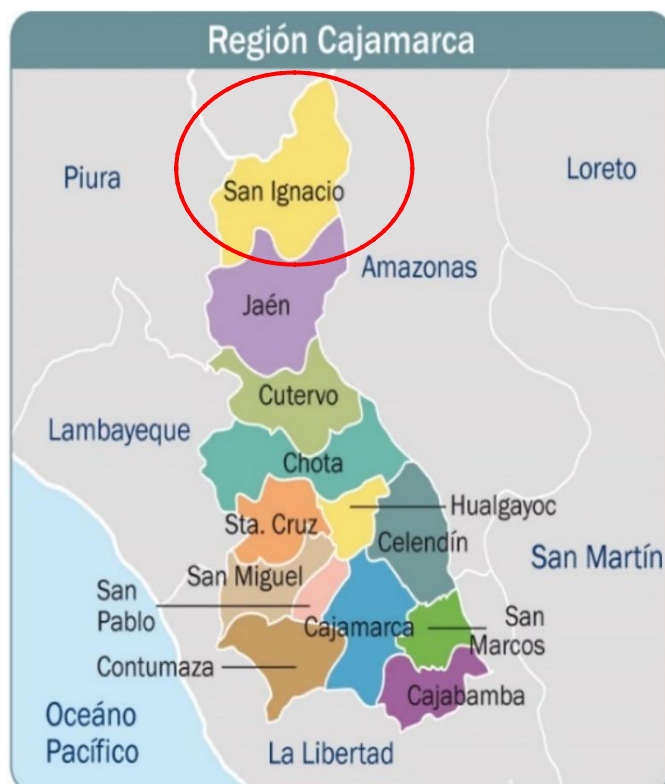 Región Cajamarca
Piura
Loreto
San Ignacio
Amazonas
Jaén
Cutervo
Lambayeque
Chota
Hualgayoc
Sta. Cruz
Celendín
San Martín
San Miguel
San
Pablo
Cajamarca
San
Marcos
Contumaza
Cajabamba
Oceáno
Pacífico
La Libertad